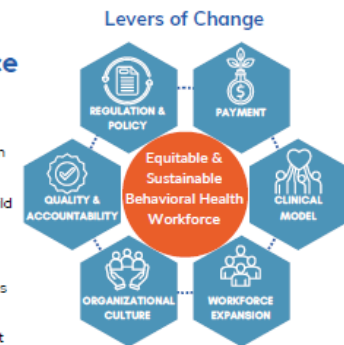 Levers of Change
REGULATION &
POLICY
PAYMENT
Equitable &
Sustainable
Behavioral Health
Workforce
QUALITY &
ACCOUNTABILITY
CLINICAL
MODEL
ORGANIZATIONAL
CULTURE
WORKFORCE
EXPANSION